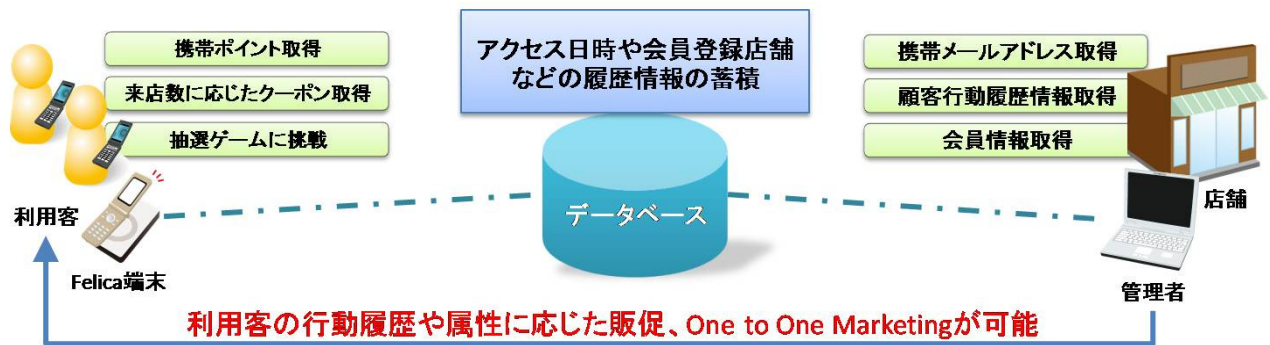 携帯ポイント取得
来店数に応じたクーポン取得
抽選ゲームに挑戦
利用客
Felica端末
アクセス日時や会員登録店舗
などの履歴情報の蓄積
データベース
携帯メールアドレス取得
顧客行動履歴情報取得
会員情報取得
店舗
管理者
利用客の行動履歴や属性に応じた販促、One to One Marketingが可能